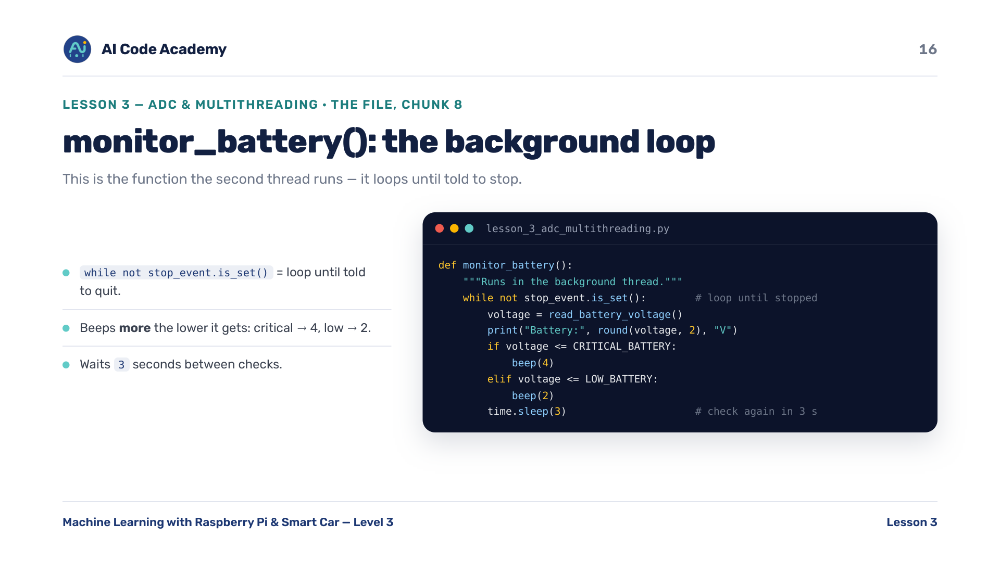 AI Code Academy
16
LESSON 3 — ADC & MULTITHREADING • THE FILE, CHUNK 8
monitor_battery(): the background loop
This is the function the second thread runs — it loops until told to stop.
while not stop_event.is_set() = loop until told
to quit.
Beeps more the lower it gets: critical → 4, low → 2.
Waits 3 seconds between checks.
lesson_3_adc_multithreading.py
def monitor_battery():
    """Runs in the background thread."""
    while not stop_event.is_set():        # loop until stopped
        voltage = read_battery_voltage()
        print("Battery:", round(voltage, 2), "V")
        if voltage <= CRITICAL_BATTERY:
            beep(4)
        elif voltage <= LOW_BATTERY:
            beep(2)
        time.sleep(3)                     # check again in 3 s
Machine Learning with Raspberry Pi & Smart Car — Level 3
Lesson 3